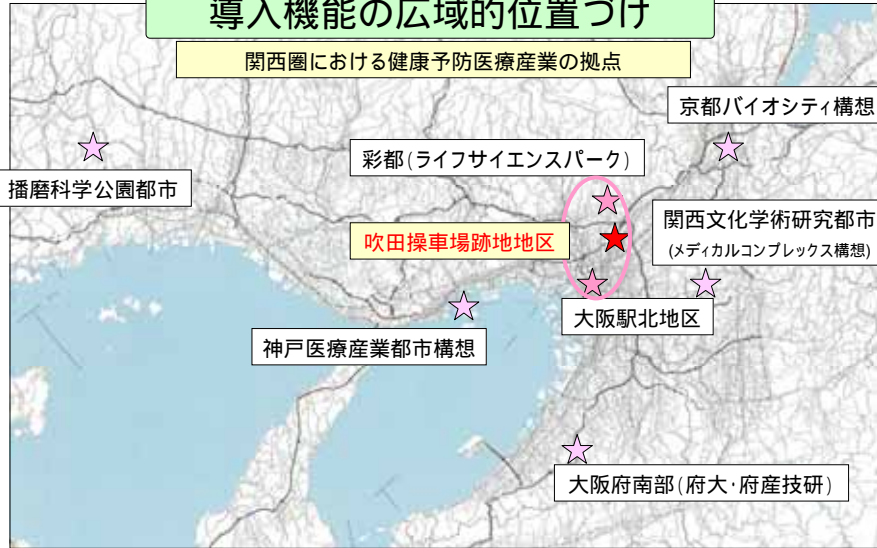 導入機能の広域的位置づけ
関西圏における健康予防医療産業の拠点
京都バイオシティ構想
彩都(ライフサイエンスパーク)
播磨科学公園都市
関西文化学術研究都市
(メディカルコンプレックス構想)
吹田操車場跡地地区
大阪駅北地区
神戸医療産業都市構想
大阪府南部(府大・府産技研)